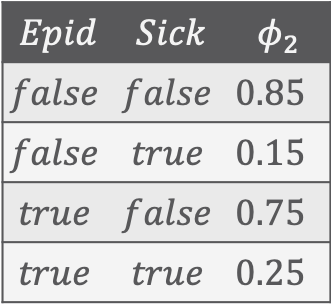 Epid Sick ϕ₂
false false 0.85
false true 0.15
true false 0.75
true true 0.25